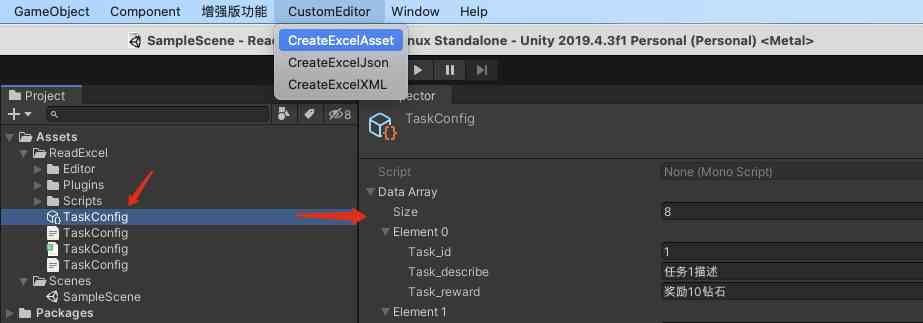 GameObject Component 增强版功能 CustomEditor Window Help
CreateExcelAsset
SampleScene - Rea
nux Standalone - Unity 2019.4.3f1 Personal (Personal) <Metal>
CreateExcelJson
CreateExcelXML
Project
8
Assets
ReadExcel
Editor
Plugins
Scripts
TaskConfig
TaskConfig
TaskConfig
TaskConfig
Scenes
SampleScene
Packages
pector
TaskConfig
Script None (Mono Script)
Data Array
Size 8
Element 0
Task_id 1
Task_describe 任务1描述
Task_reward 奖励10钻石
Element 1